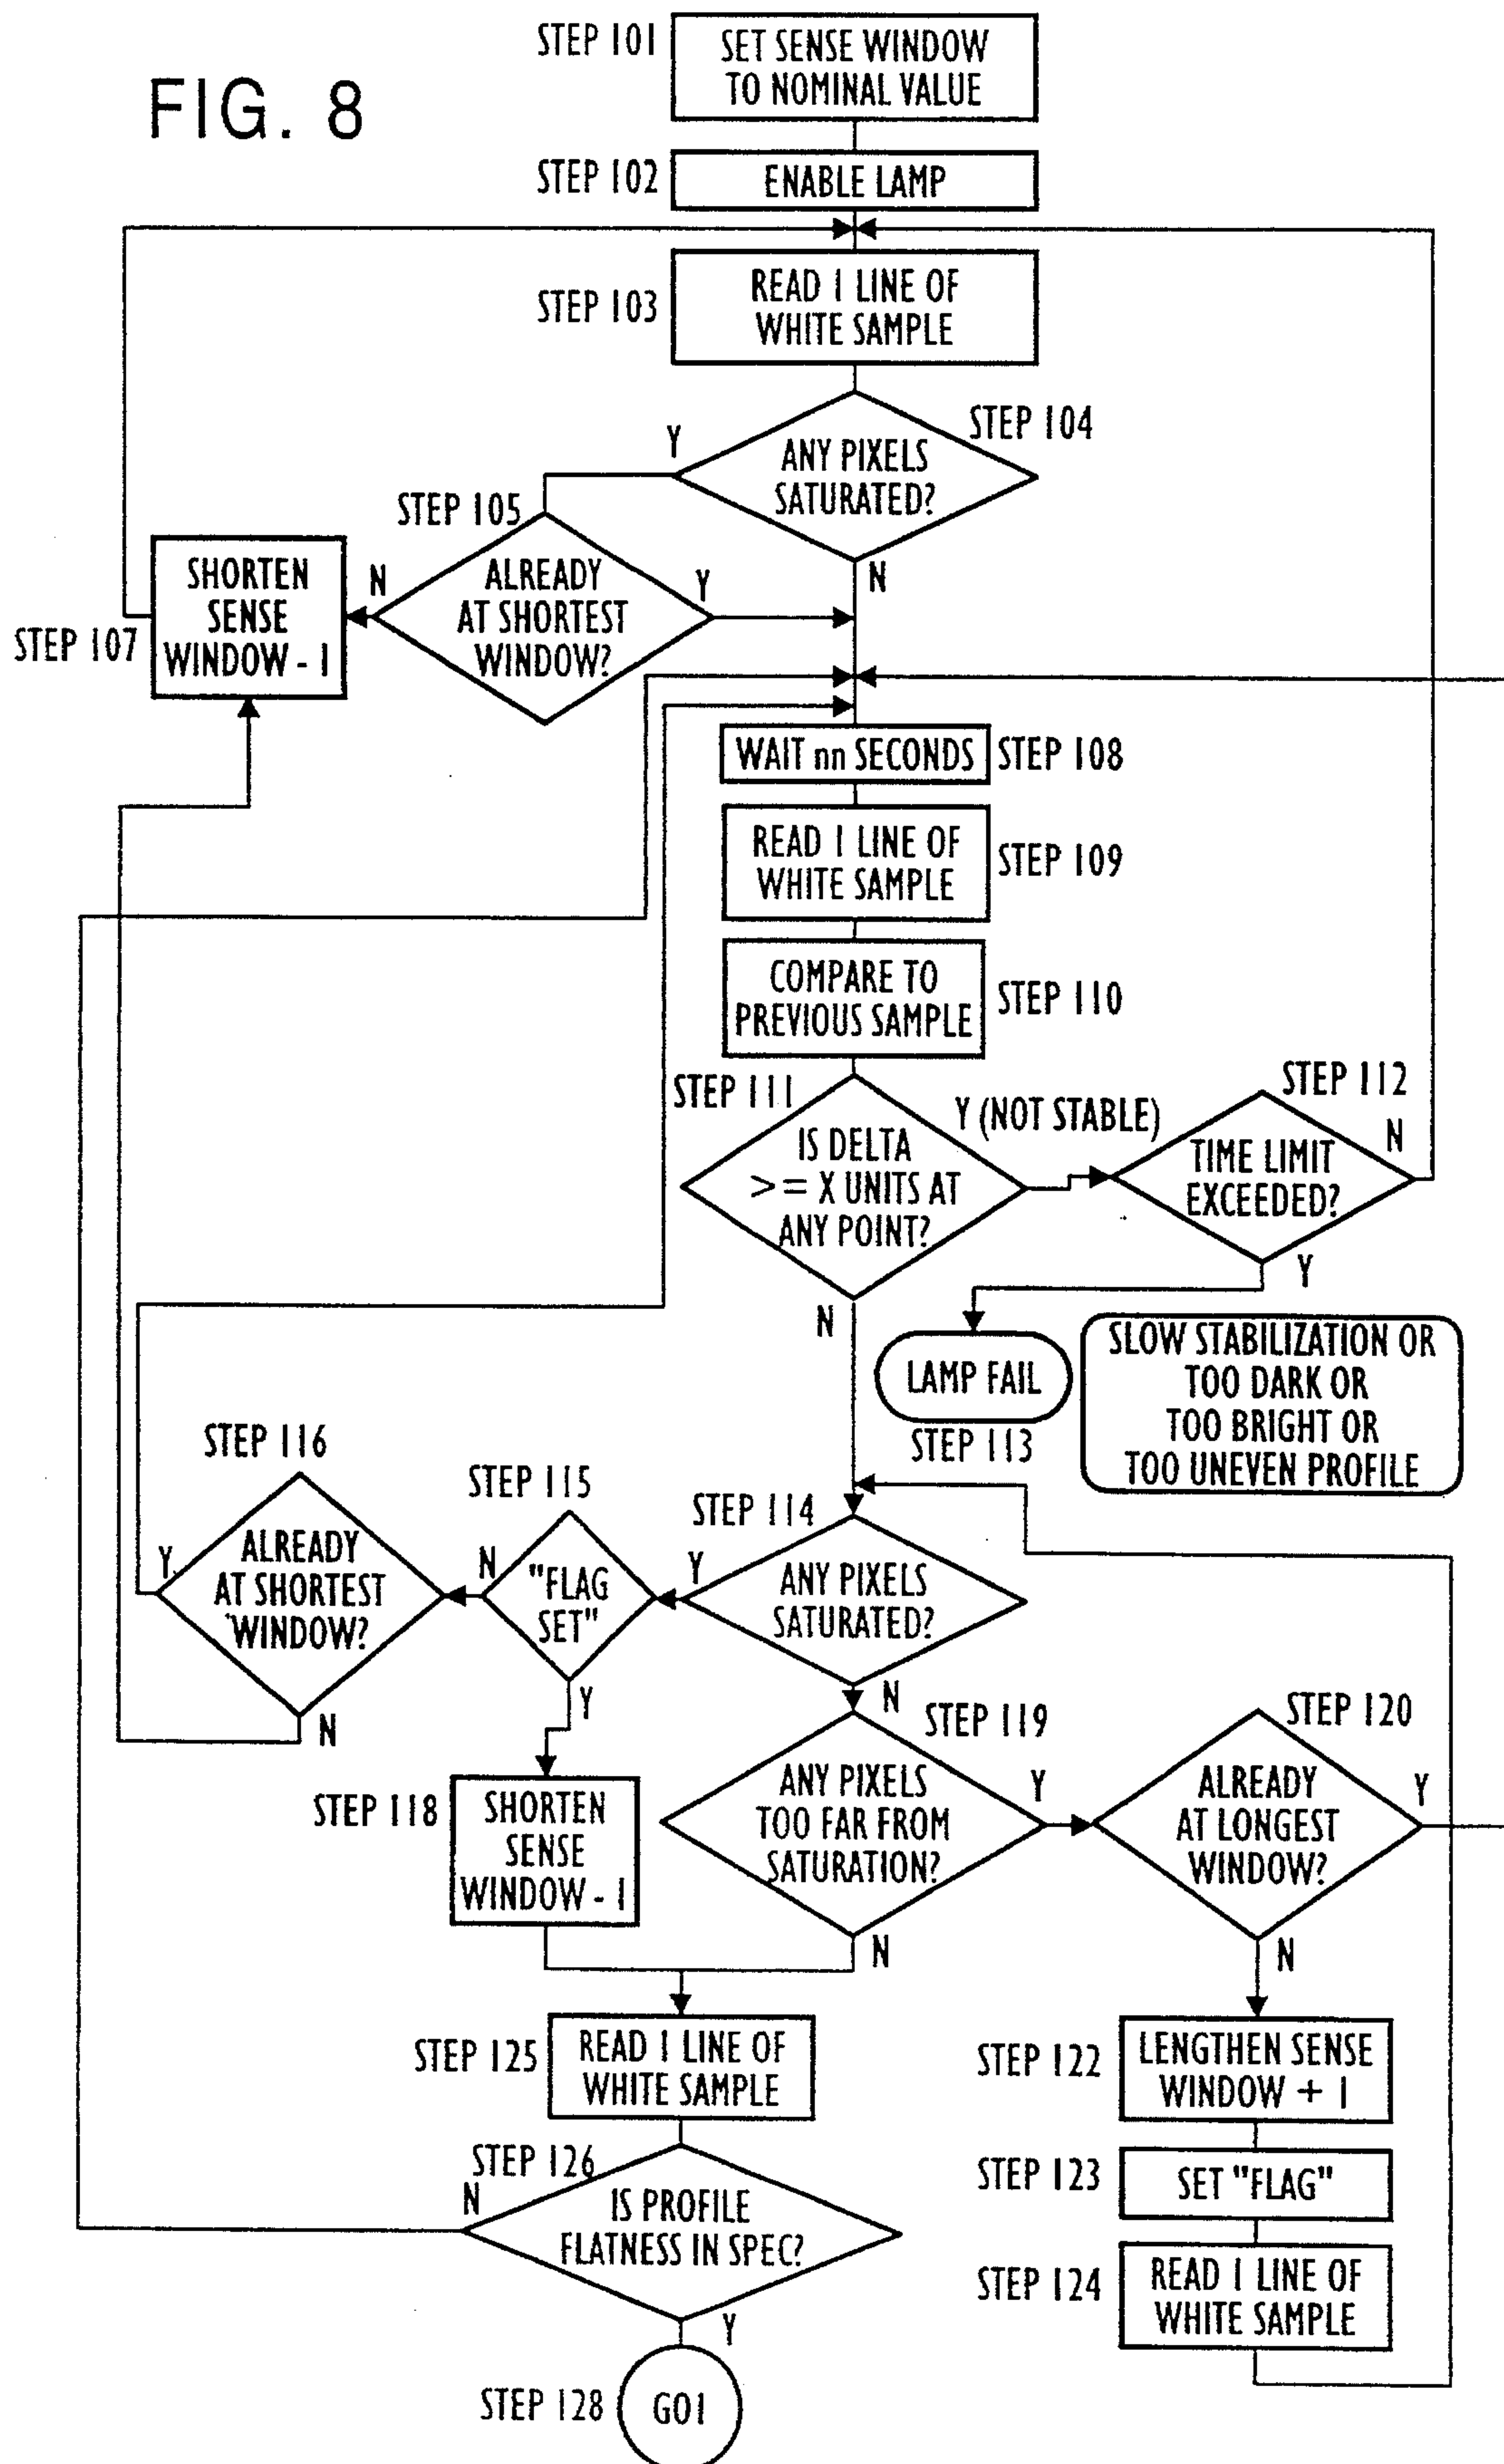 FIG. 8
STEP 101
SET SENSE WINDOW
TO NOMINAL VALUE
STEP 102
ENABLE LAMP
STEP 103
READ 1 LINE OF
WHITE SAMPLE
STEP 104
Y
ANY PIXELS
SATURATED?
N
STEP 105
ALREADY
AT SHORTEST
WINDOW?
N
Y
STEP 107
SHORTEN
SENSE
WINDOW - 1
WAIT nn SECONDS
STEP 108
READ 1 LINE OF
WHITE SAMPLE
STEP 109
COMPARE TO
PREVIOUS SAMPLE
STEP 110
STEP 111
IS DELTA
>= X UNITS AT
ANY POINT?
Y (NOT STABLE)
N
STEP 112
TIME LIMIT
EXCEEDED?
N
Y
LAMP FAIL
STEP 113
SLOW STABILIZATION OR
TOO DARK OR
TOO BRIGHT OR
TOO UNEVEN PROFILE
STEP 114
Y
ANY PIXELS
SATURATED?
N
STEP 115
N
"FLAG
SET"
Y
STEP 116
Y
ALREADY
AT SHORTEST
WINDOW?
N
STEP 118
SHORTEN
SENSE
WINDOW - 1
STEP 119
ANY PIXELS
TOO FAR FROM
SATURATION?
Y
N
STEP 120
ALREADY
AT LONGEST
WINDOW?
Y
N
STEP 122
LENGTHEN SENSE
WINDOW + 1
STEP 123
SET "FLAG"
STEP 124
READ 1 LINE OF
WHITE SAMPLE
STEP 125
READ 1 LINE OF
WHITE SAMPLE
STEP 126
N
IS PROFILE
FLATNESS IN SPEC?
Y
STEP 128
GO1